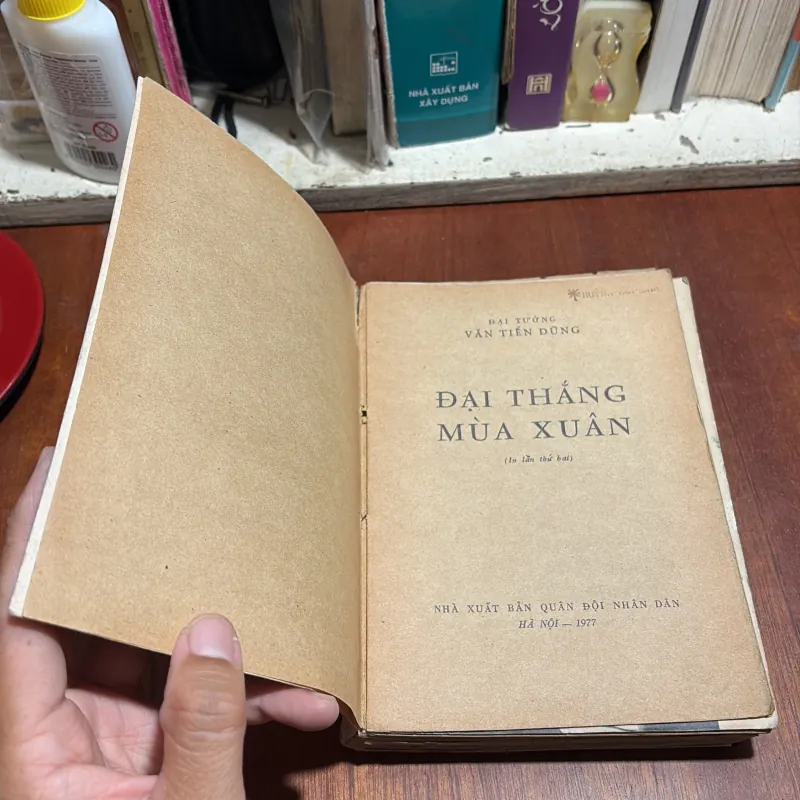 NHÀ XUẤT BẢN
XÂY DỰNG
ĐẠI TƯỚNG
VĂN TIẾN DŨNG
ĐẠI THẮNG
MÙA XUÂN
(In lần thứ hai)
NHÀ XUẤT BẢN QUÂN ĐỘI NHÂN DÂN
HÀ NỘI — 1977